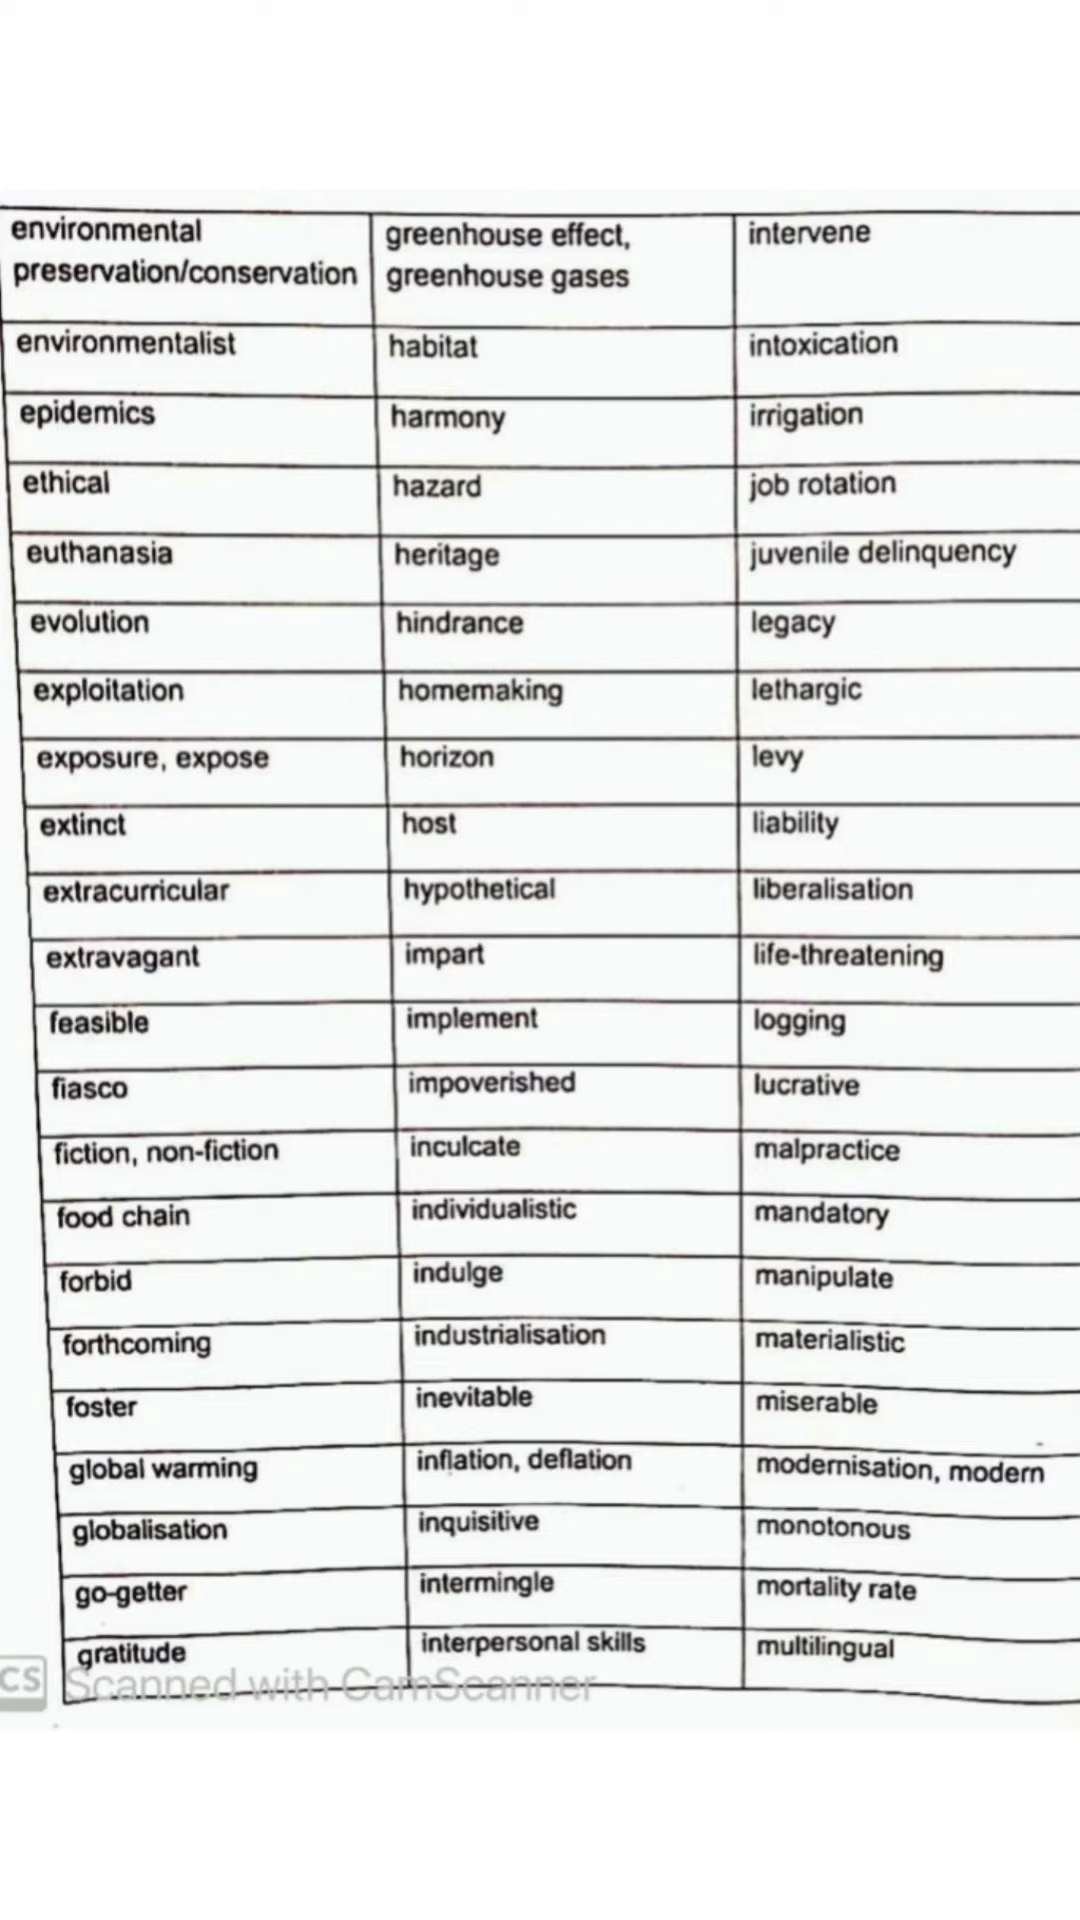 environmental preservation/conservation
greenhouse effect, greenhouse gases
intervene
environmentalist
habitat
intoxication
epidemics
harmony
irrigation
ethical
hazard
job rotation
euthanasia
heritage
juvenile delinquency
evolution
hindrance
legacy
exploitation
homemaking
lethargic
exposure, expose
horizon
levy
extinct
host
liability
extracurricular
hypothetical
liberalisation
extravagant
impart
life-threatening
feasible
implement
logging
fiasco
impoverished
lucrative
fiction, non-fiction
inculcate
malpractice
food chain
individualistic
mandatory
forbid
indulge
manipulate
forthcoming
industrialisation
materialistic
foster
inevitable
miserable
global warming
inflation, deflation
modernisation, modern
globalisation
inquisitive
monotonous
go-getter
intermingle
mortality rate
gratitude
interpersonal skills
multilingual
CS Scanned with CamScanner